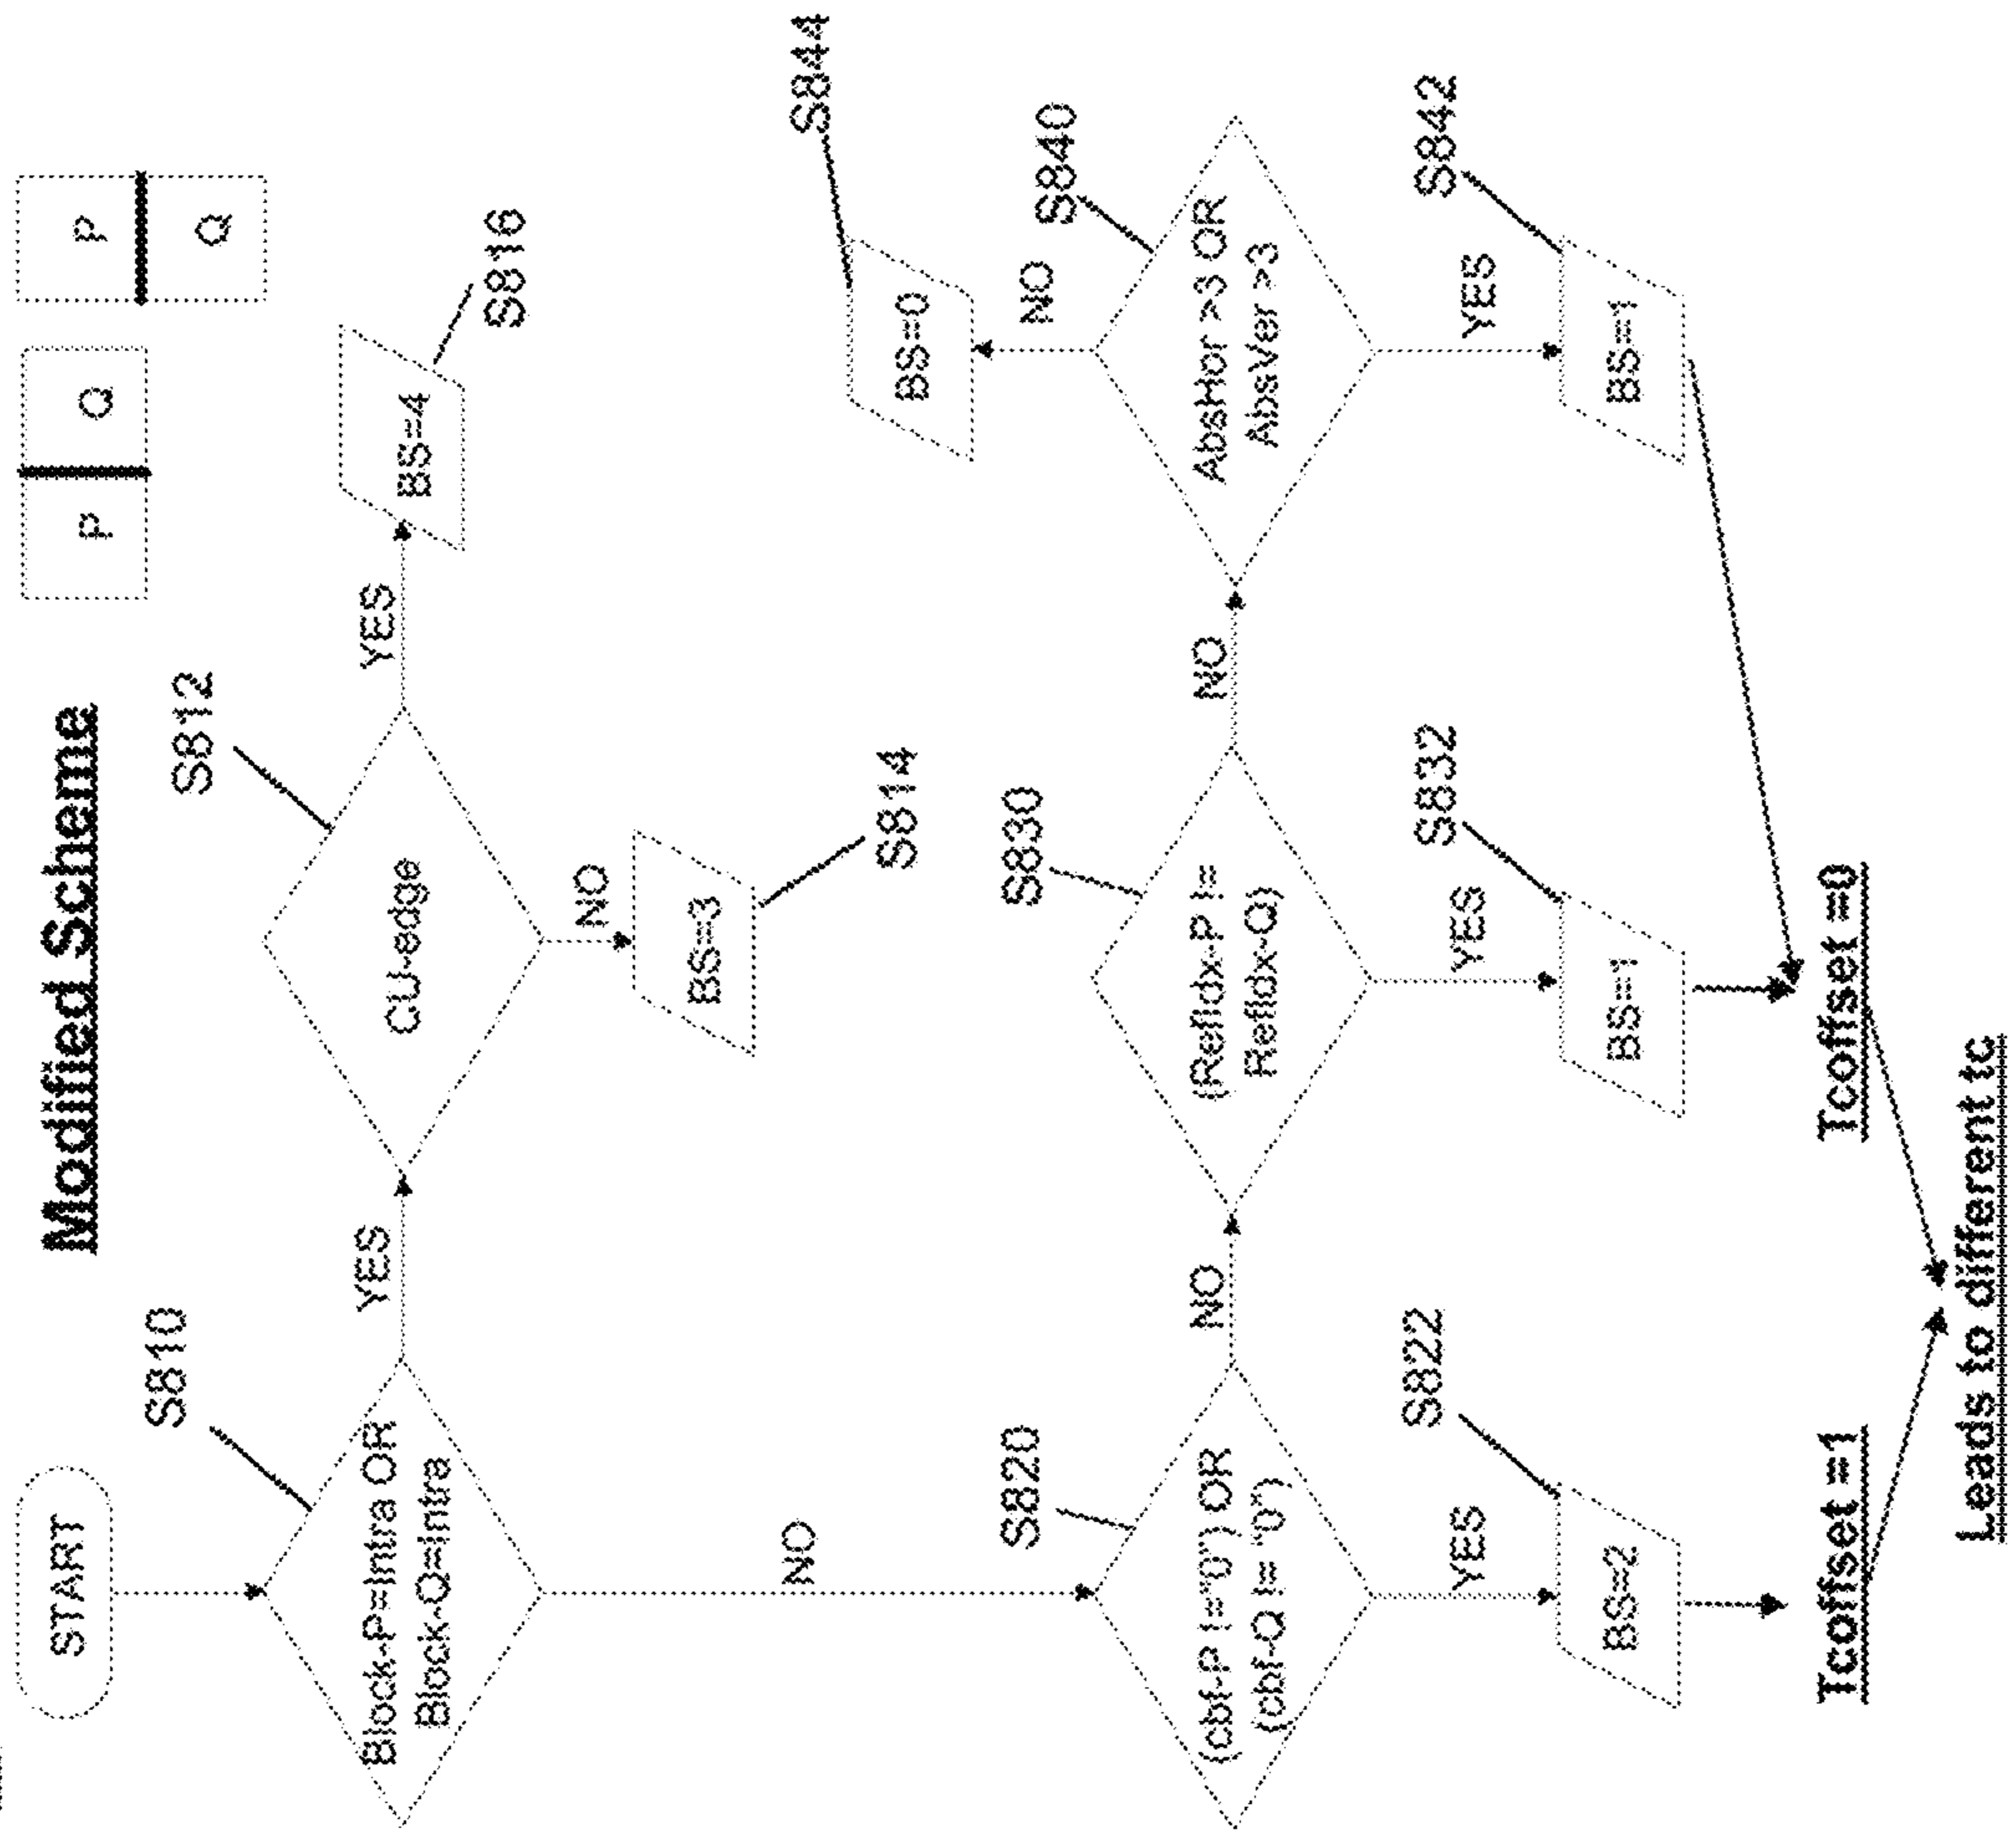 Modified Scheme
START
P
Q
P
Q
S810
Block-P=Intra OR
Block-Q=Intra
YES
S812
CU-edge
YES
BS=4
S816
NO
BS=3
S814
NO
S820
(cbf-P !="0") OR
(cbf-Q != "0")
NO
S830
(RefIdx-P !=
RefIdx-Q)
NO
S840
AbsHor >3 OR
AbsVer >3
NO
BS=0
S844
YES
S822
BS=2
YES
S832
BS=1
YES
S842
BS=1
Tcoffset =1
Tcoffset =0
Leads to different tc